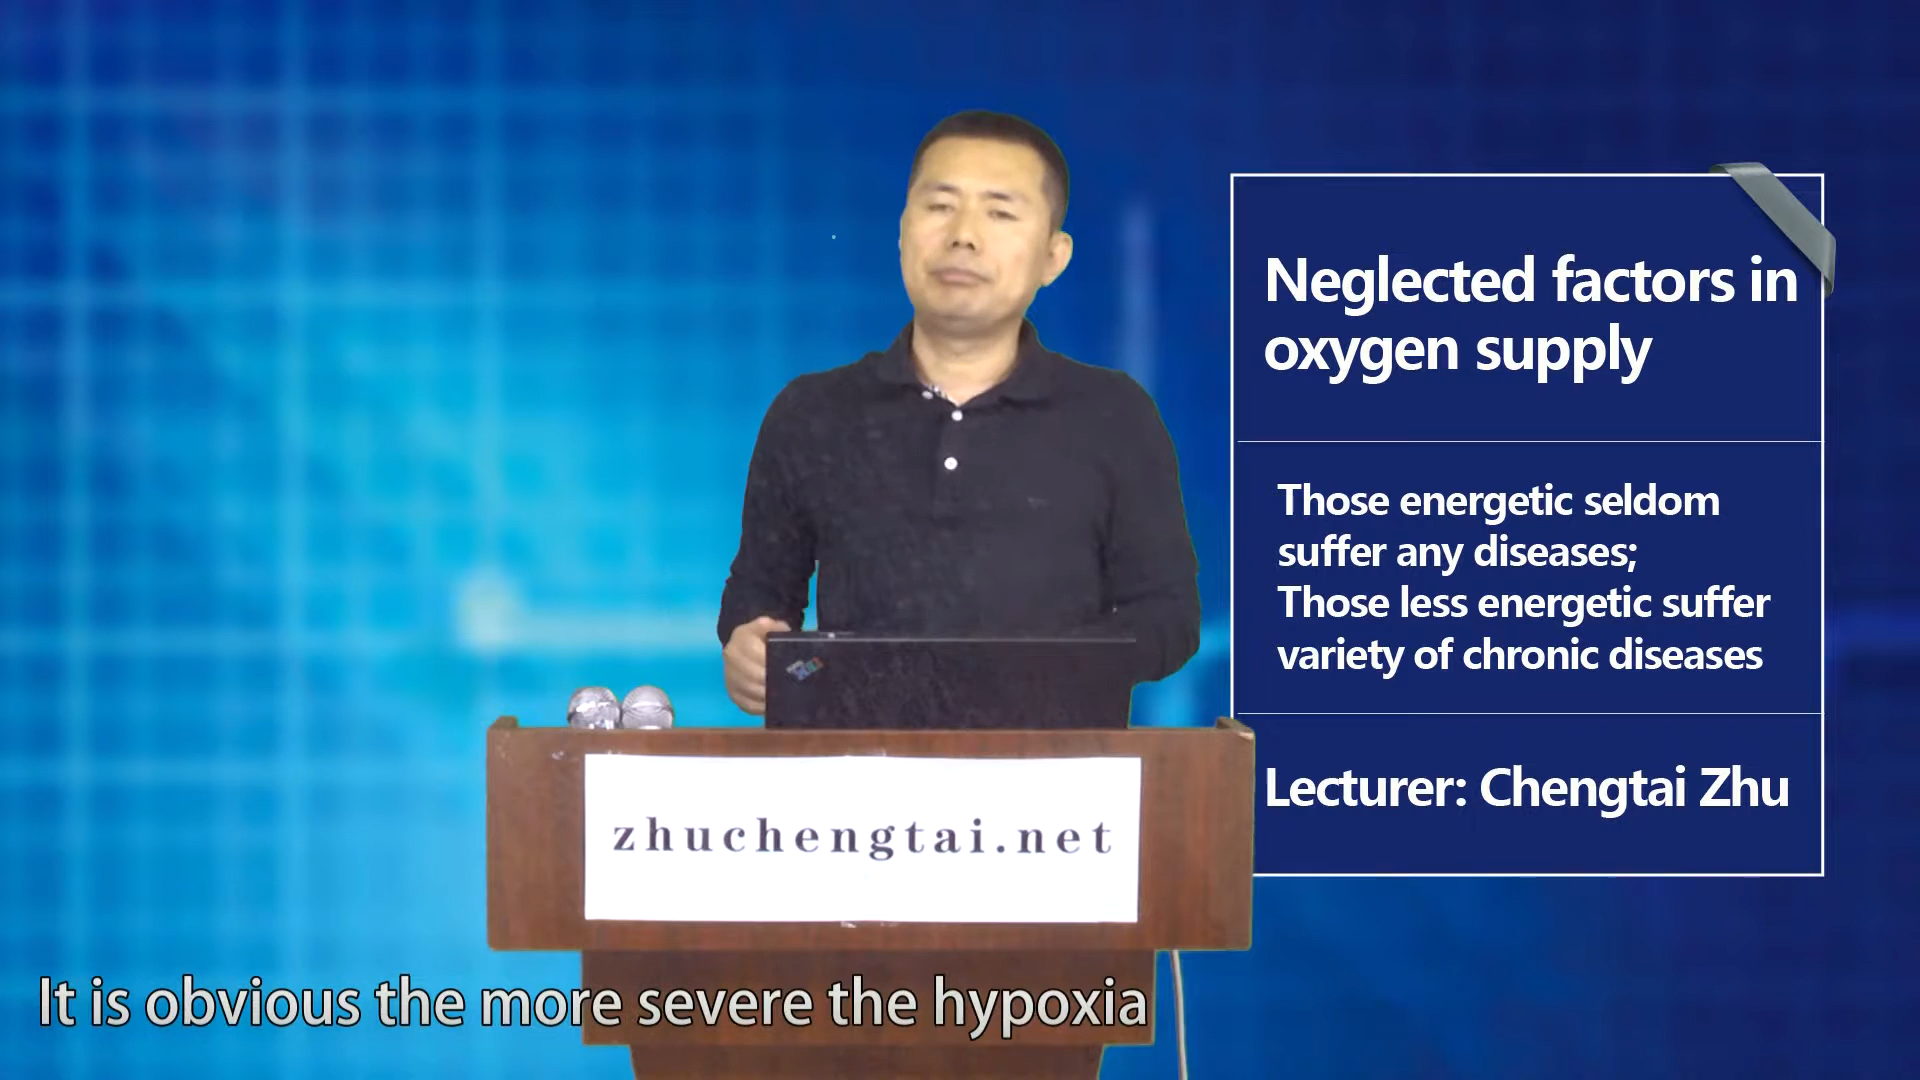 Neglected factors in
oxygen supply
Those energetic seldom
suffer any diseases;
Those less energetic suffer
variety of chronic diseases
Lecturer: Chengtai Zhu
zhuchengtai.net
It is obvious the more severe the hypoxia